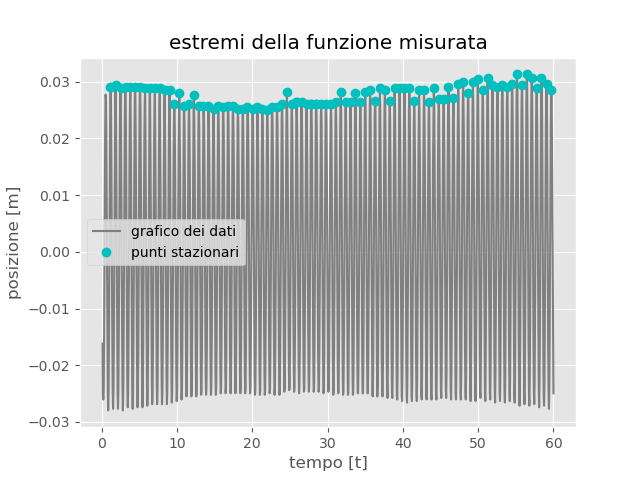 estremi della funzione misurata
posizione [m]
0.03
0.02
0.01
0.00
−0.01
−0.02
−0.03
grafico dei dati
punti stazionari
0
10
20
30
40
50
60
tempo [t]